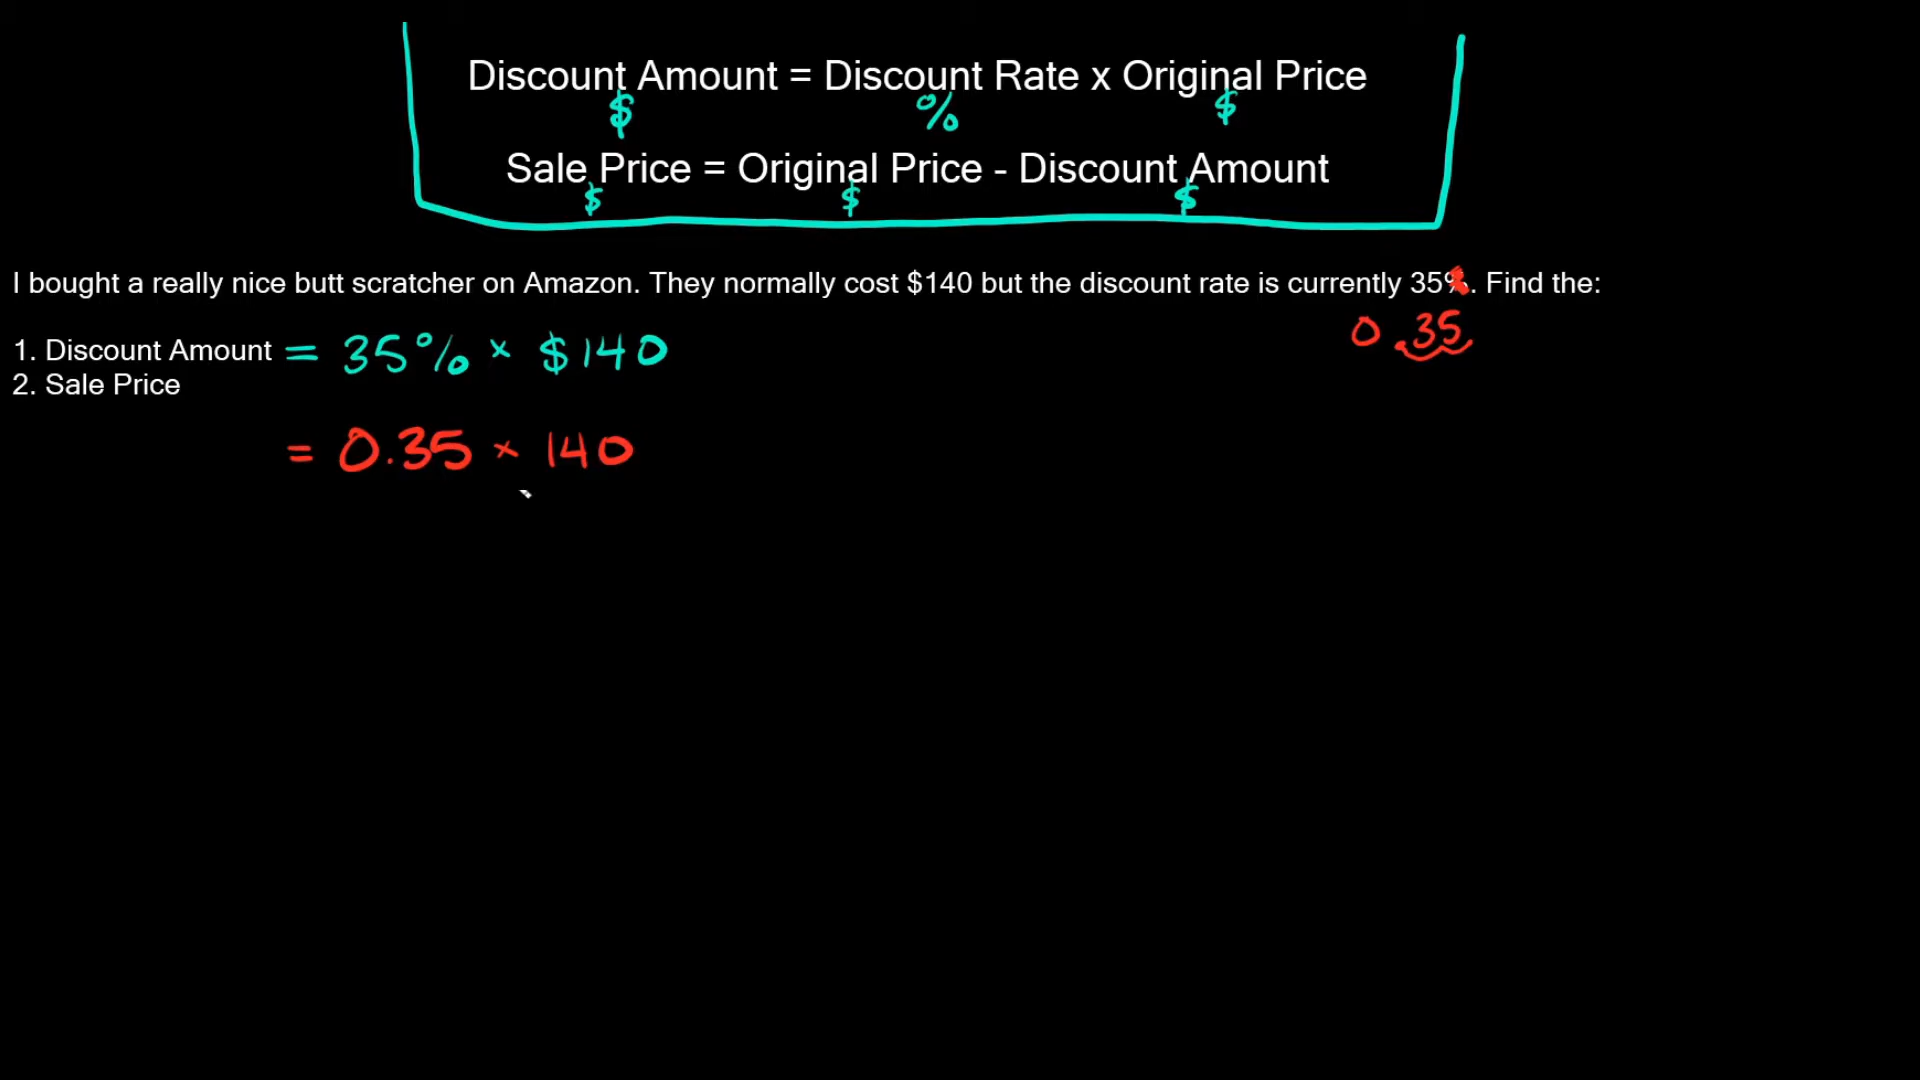 Discount Amount = Discount Rate x Original Price
$ % $
Sale Price = Original Price - Discount Amount
$ $ $
I bought a really nice butt scratcher on Amazon. They normally cost $140 but the discount rate is currently 35%. Find the:
0.35
1. Discount Amount = 35% × $140
2. Sale Price
= 0.35 × 140